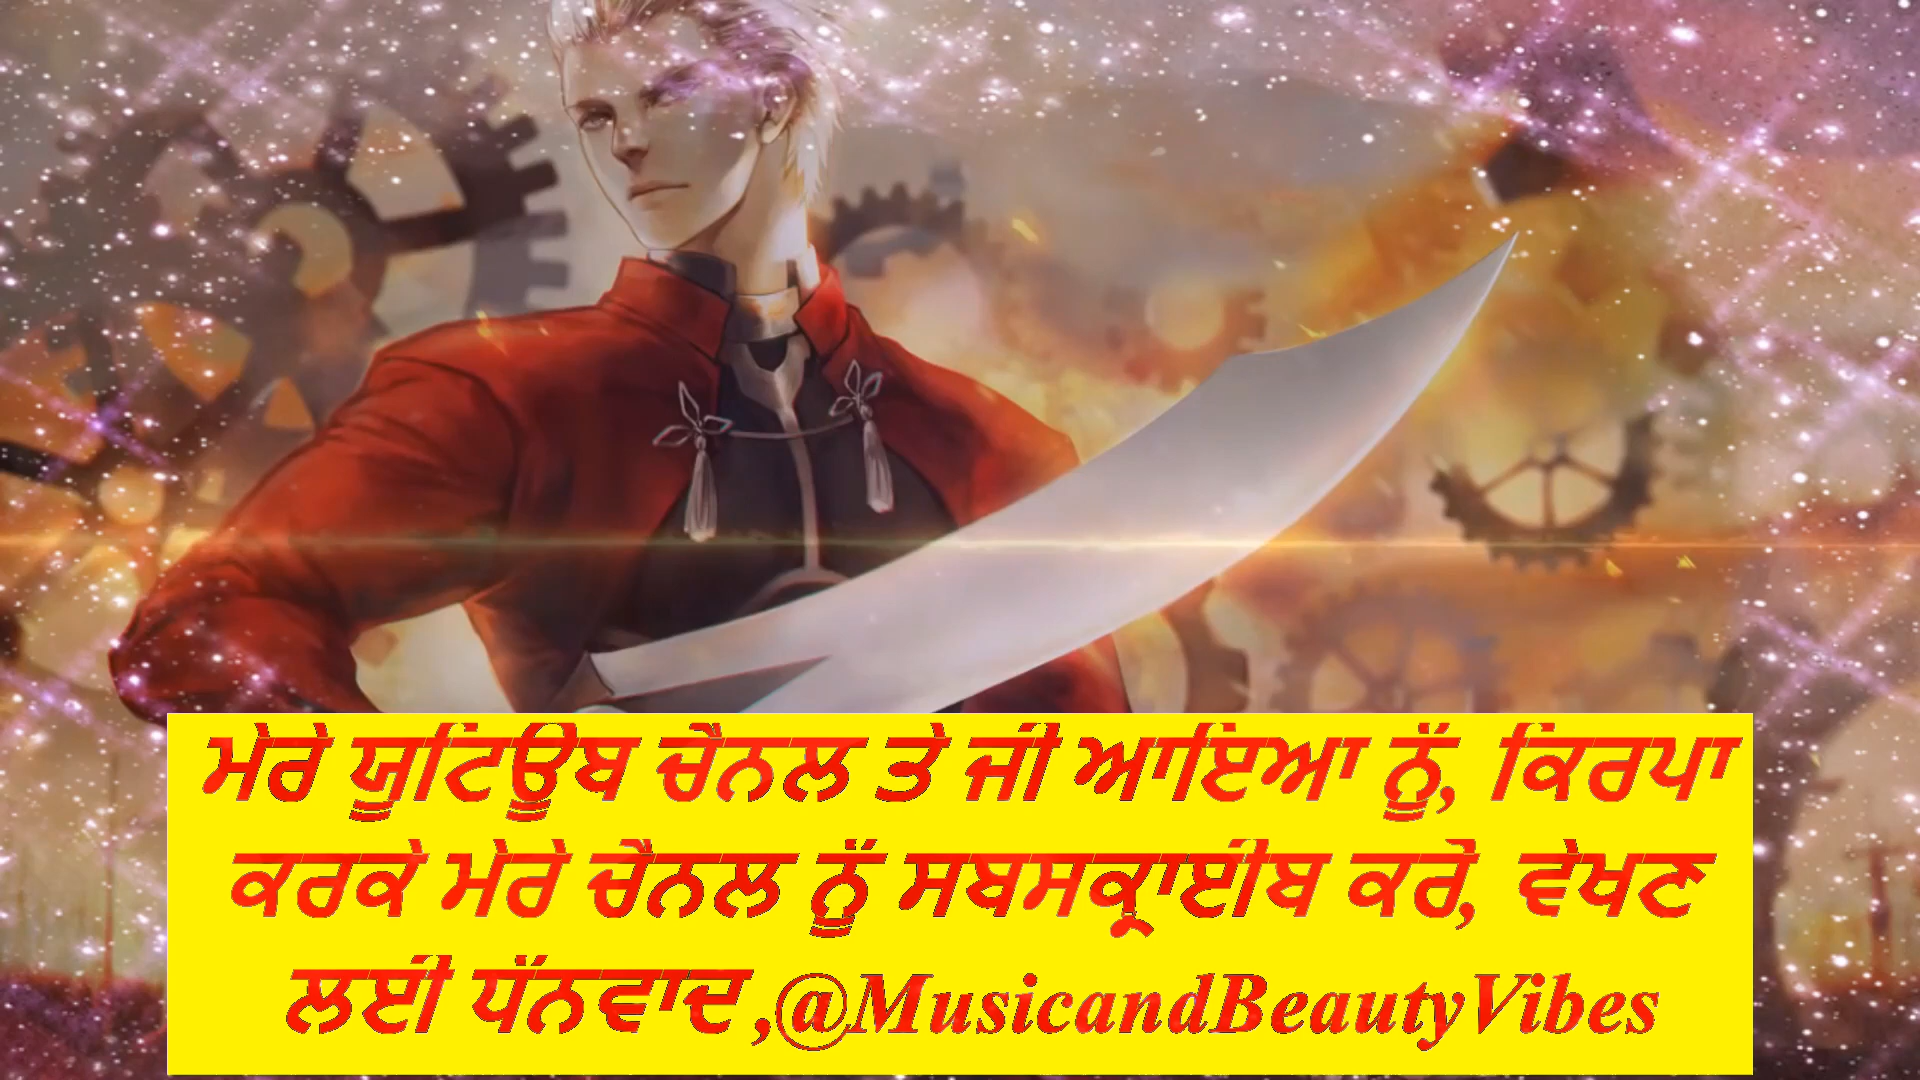 ਮੇਰੇ ਯੂਟਿਊਬ ਚੈਨਲ ਤੇ ਜੀ ਆਇਆ ਨੂੰ, ਕਿਰਪਾ
ਕਰਕੇ ਮੇਰੇ ਚੈਨਲ ਨੂੰ ਸਬਸਕ੍ਰਾਈਬ ਕਰੋ, ਵੇਖਣ
ਲਈ ਧੰਨਵਾਦ ,@MusicandBeautyVibes